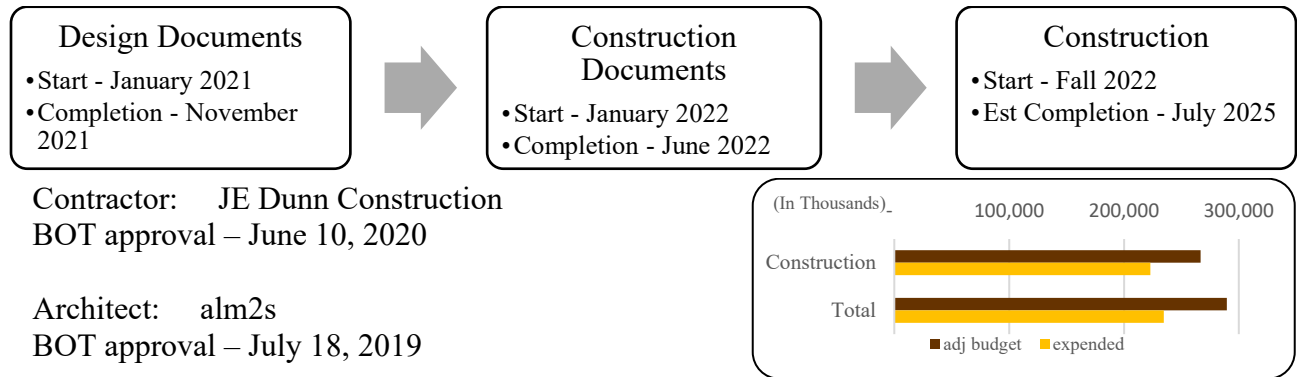 Design Documents
•Start - January 2021
•Completion - November
2021
Construction
Documents
•Start - January 2022
•Completion - June 2022
Construction
•Start - Fall 2022
•Est Completion - July 2025
Contractor: JE Dunn Construction
BOT approval – June 10, 2020
Architect: alm2s
BOT approval – July 18, 2019
(In Thousands) - 100,000 200,000 300,000
Construction
Total
adj budget expended